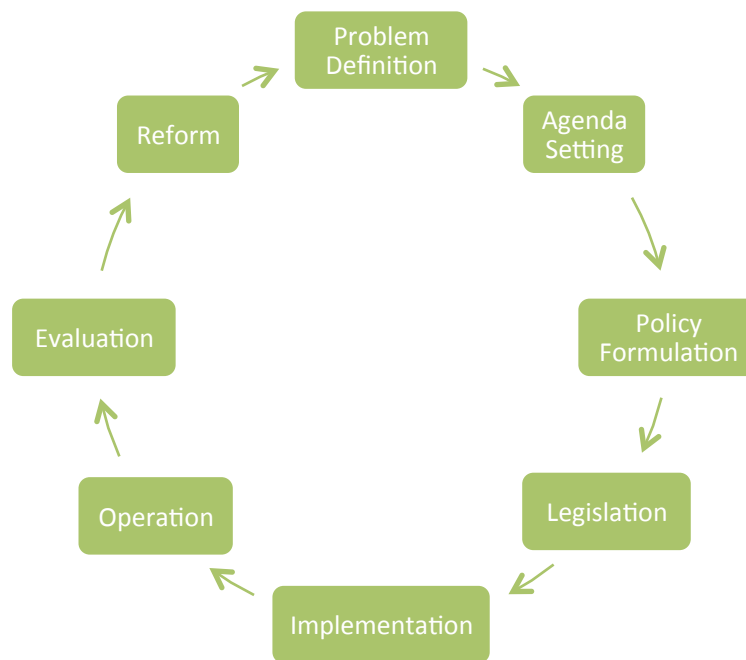 Problem
Definition
Agenda
Setting
Policy
Formulation
Legislation
Implementation
Operation
Evaluation
Reform